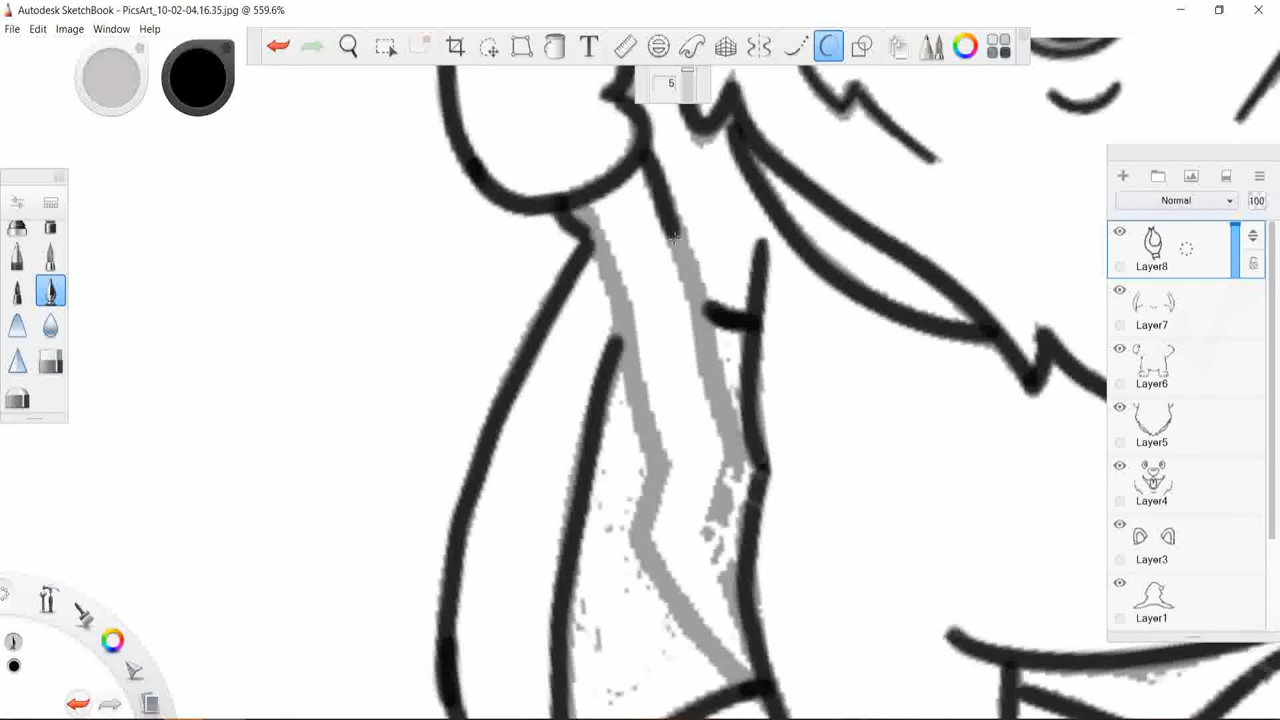 Autodesk SketchBook - PicsArt_10-02-04.16.35.jpg @ 559.6%
File Edit Image Window Help
T
5
Normal 100
Layer8
Layer7
Layer6
Layer5
Layer4
Layer3
Layer1